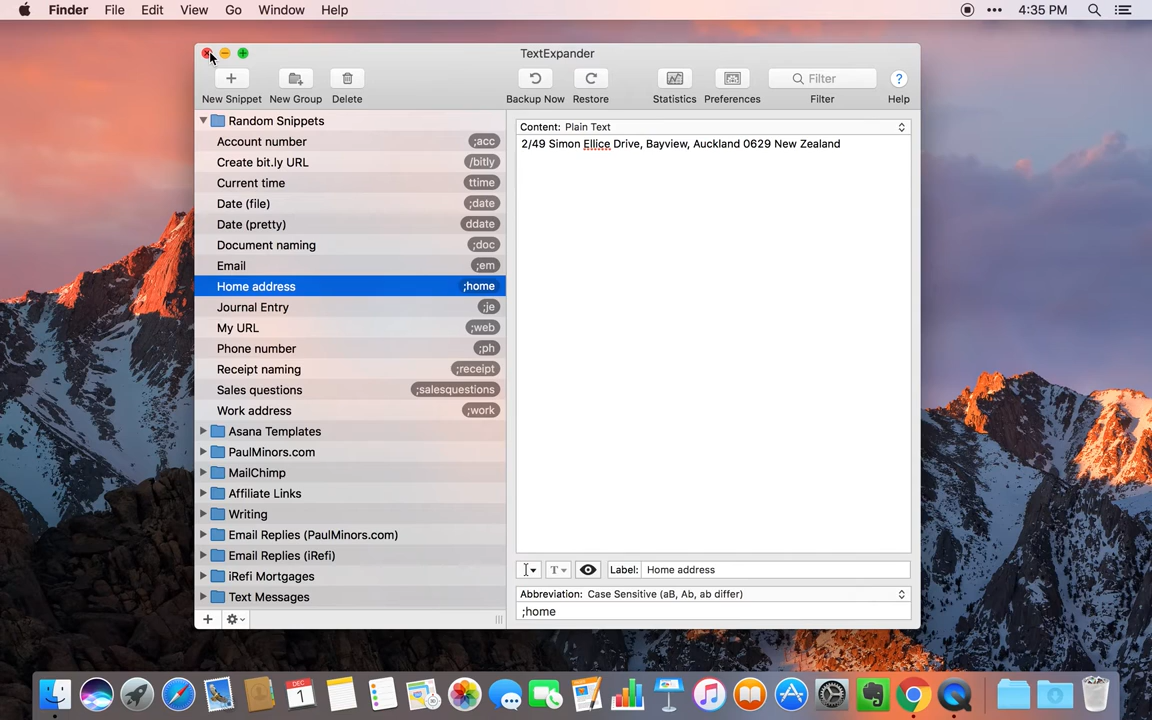 Finder File Edit View Go Window Help 4:35 PM
TextExpander
New Snippet New Group Delete Backup Now Restore Statistics Preferences Filter Filter ? Help
Random Snippets
Account number ;acc
Create bit.ly URL /bitly
Current time ttime
Date (file) ;date
Date (pretty) ddate
Document naming ;doc
Email ;em
Home address ;home
Journal Entry ;je
My URL ;web
Phone number ;ph
Receipt naming ;receipt
Sales questions ;salesquestions
Work address ;work
Asana Templates
PaulMinors.com
MailChimp
Affiliate Links
Writing
Email Replies (PaulMinors.com)
Email Replies (iRefi)
iRefi Mortgages
Text Messages
Content: Plain Text
2/49 Simon Ellice Drive, Bayview, Auckland 0629 New Zealand
T Label: Home address
Abbreviation: Case Sensitive (aB, Ab, ab differ)
;home
DEC 1